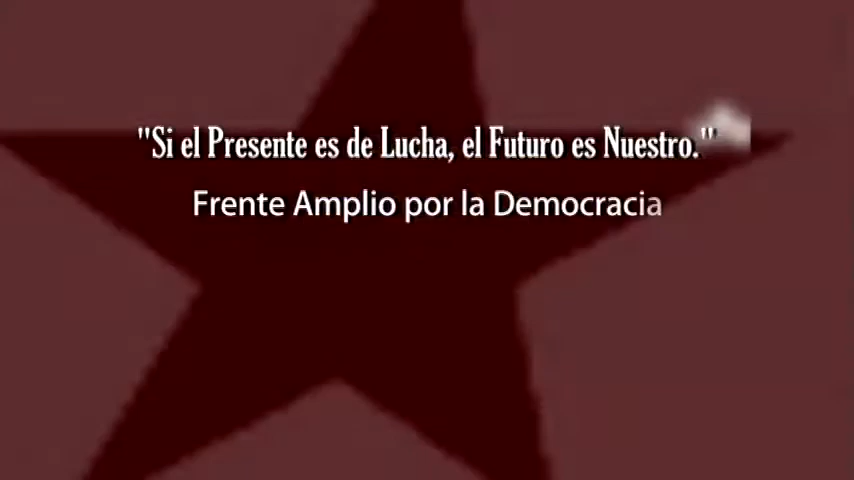 "Si el Presente es de Lucha, el Futuro es Nuestro."
Frente Amplio por la Democracia